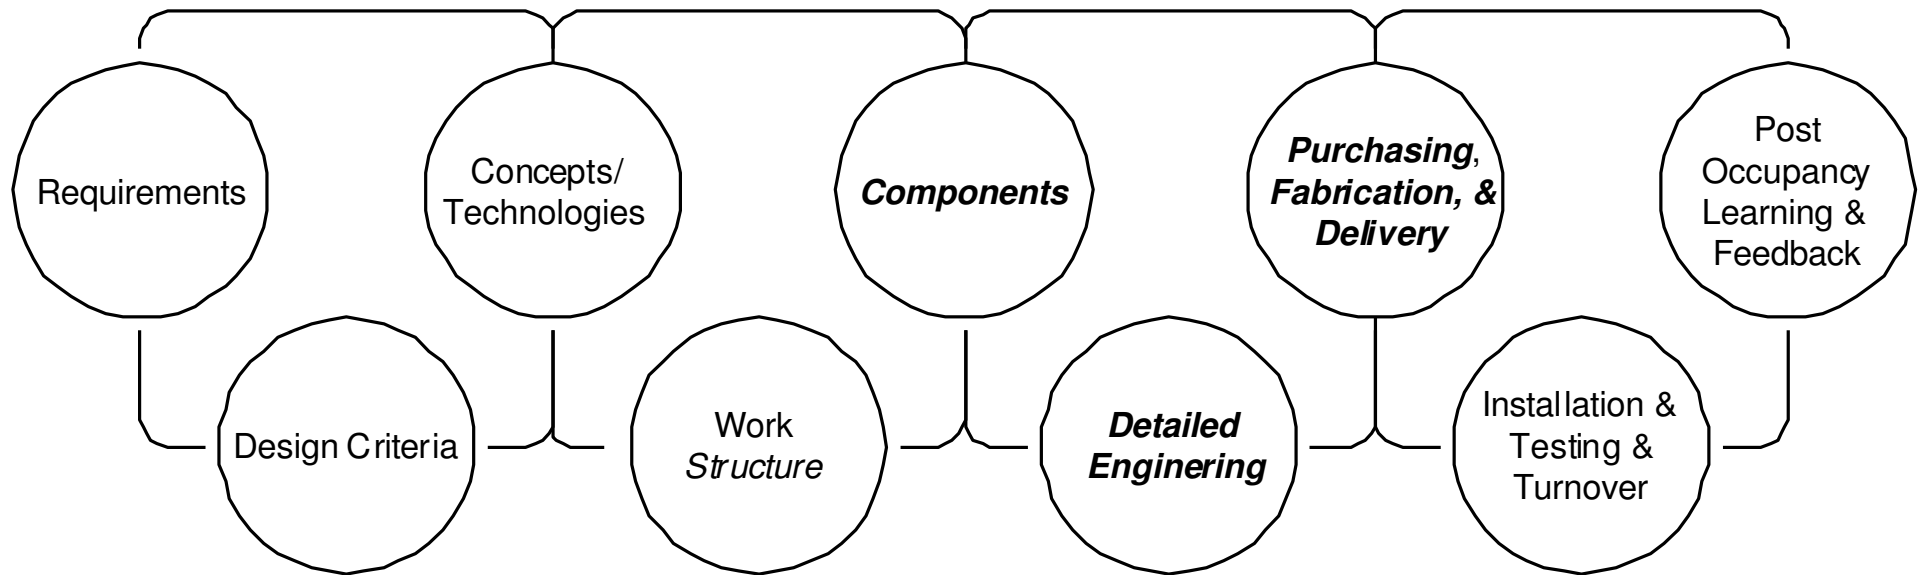 Requirements
Concepts/
Technologies
Components
Purchasing,
Fabrication, &
Delivery
Post
Occupancy
Learning &
Feedback
Design Criteria
Work
Structure
Detailed
Enginering
Installation &
Testing &
Turnover